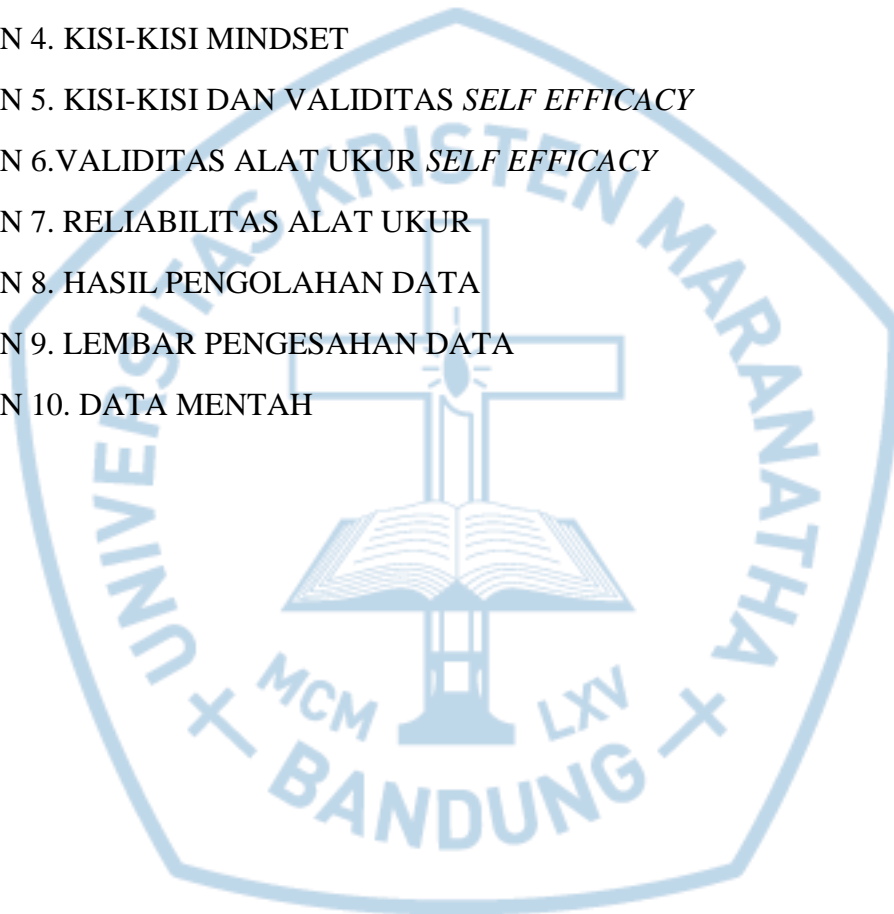 N 4. KISI-KISI MINDSET
N 5. KISI-KISI DAN VALIDITAS SELF EFFICACY
N 6.VALIDITAS ALAT UKUR SELF EFFICACY
N 7. RELIABILITAS ALAT UKUR
N 8. HASIL PENGOLAHAN DATA
N 9. LEMBAR PENGESAHAN DATA
N 10. DATA MENTAH
UNIVERSITAS KRISTEN MARANATHA
MCM LXV
BANDUNG